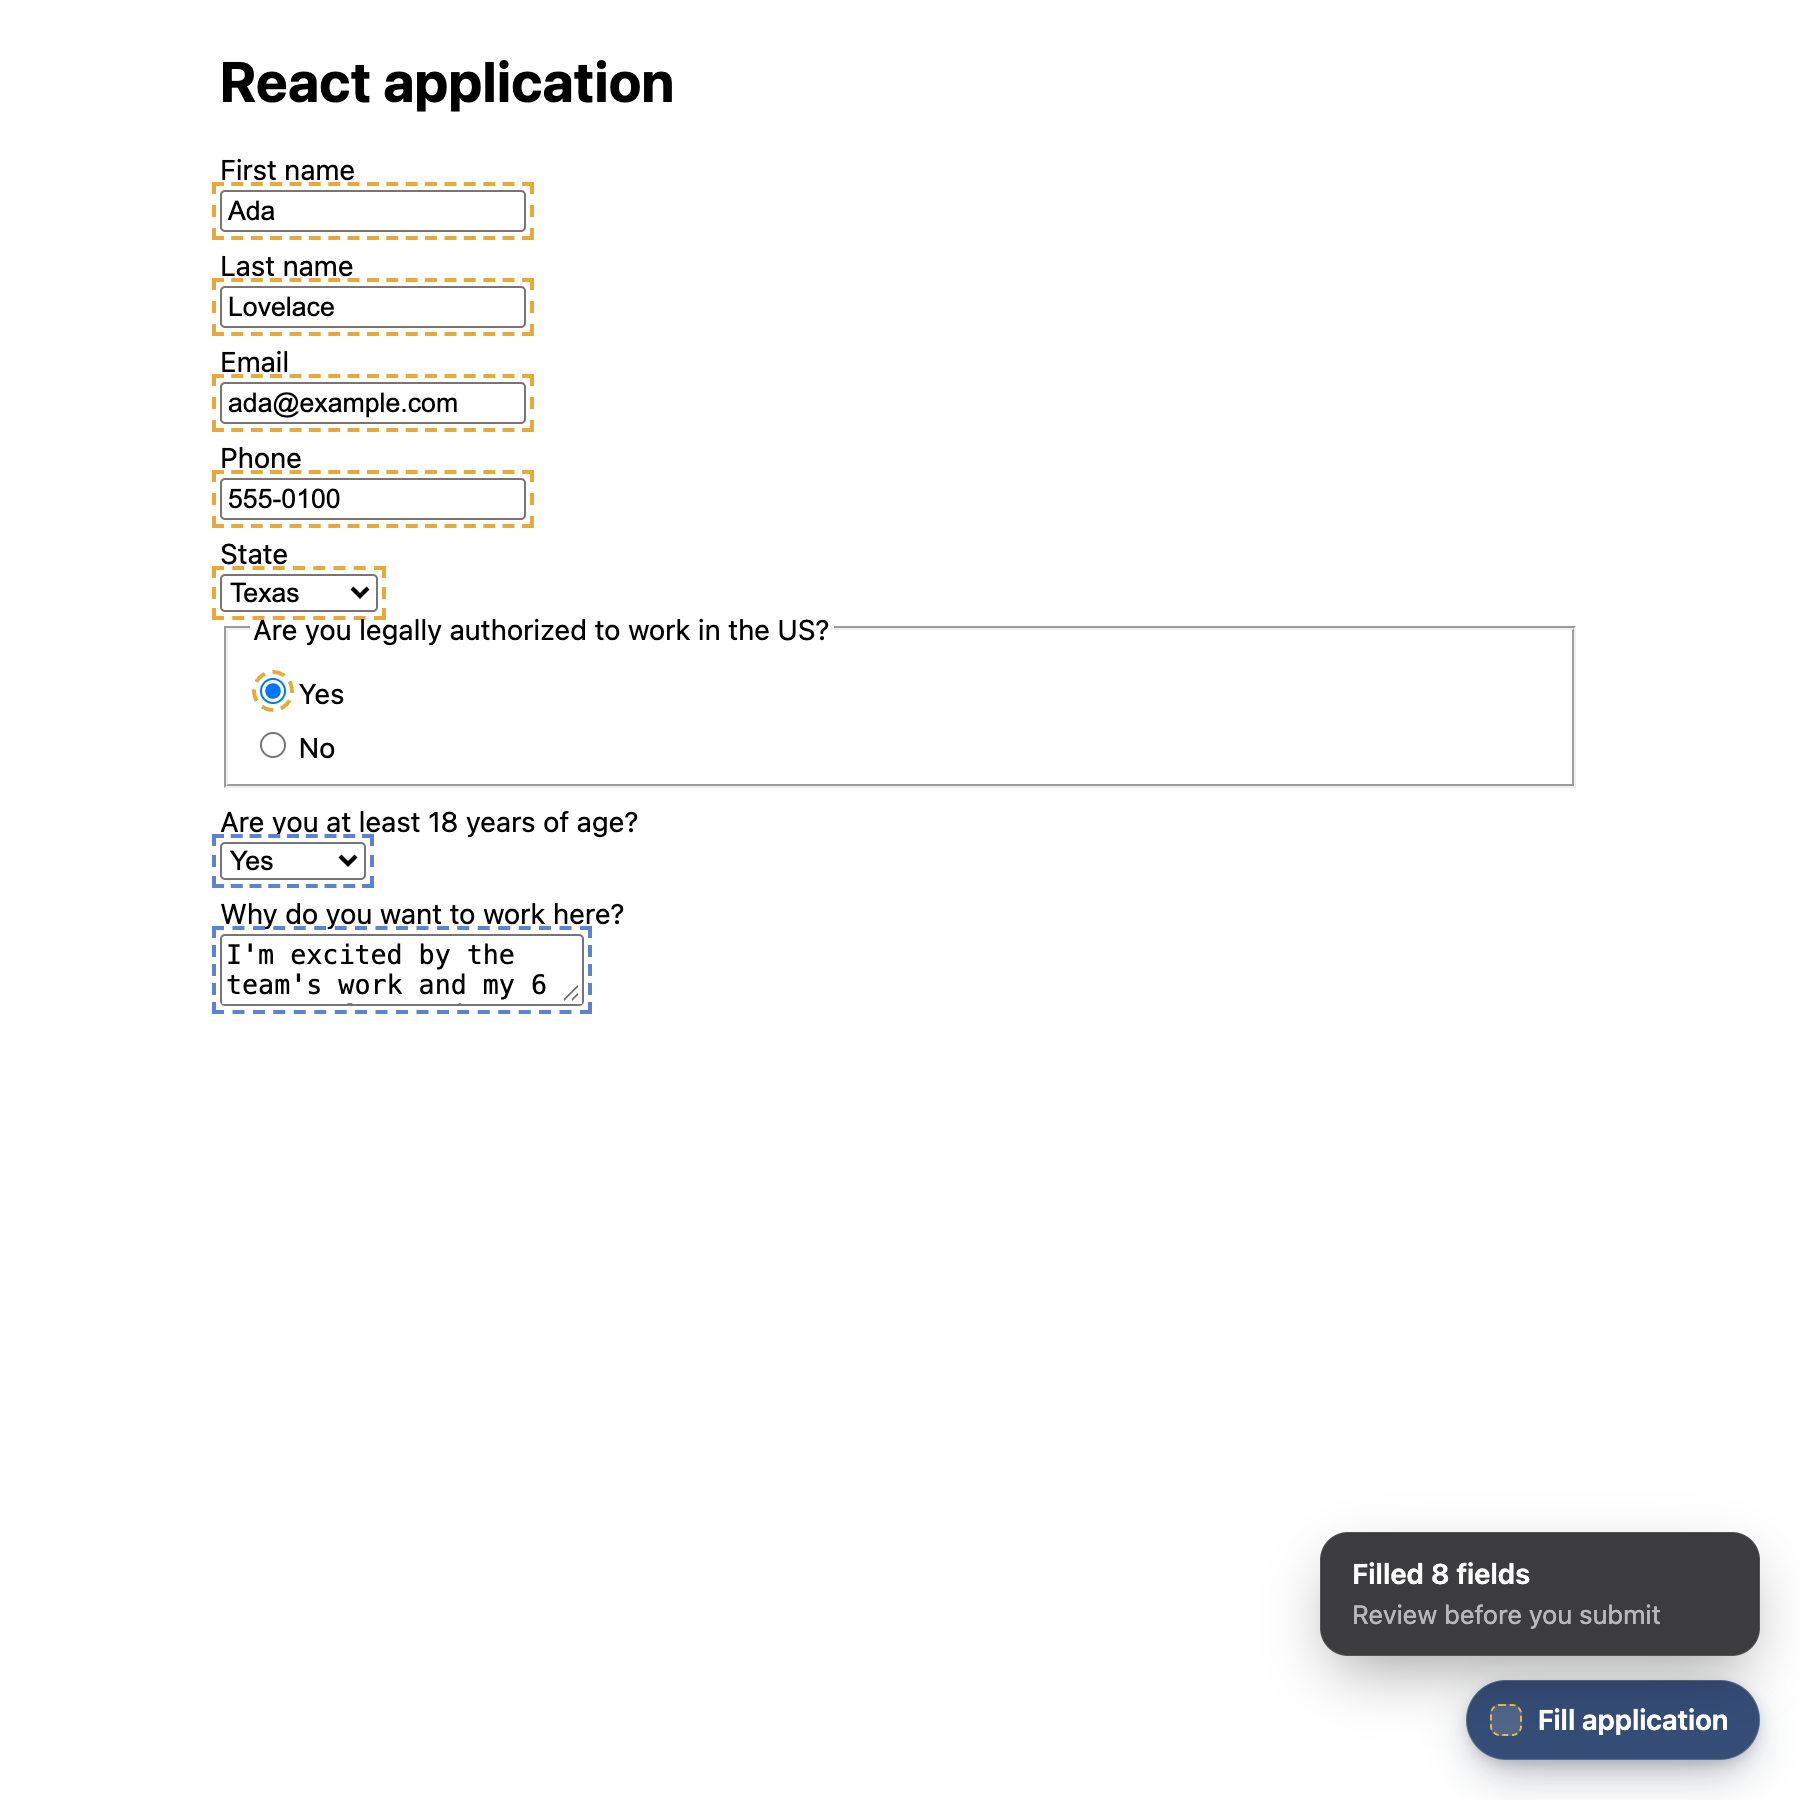 React application
First name
Ada
Last name
Lovelace
Email
ada@example.com
Phone
555-0100
State
Texas
Are you legally authorized to work in the US?
Yes
No
Are you at least 18 years of age?
Yes
Why do you want to work here?
I'm excited by the
team's work and my 6
Filled 8 fields
Review before you submit
Fill application